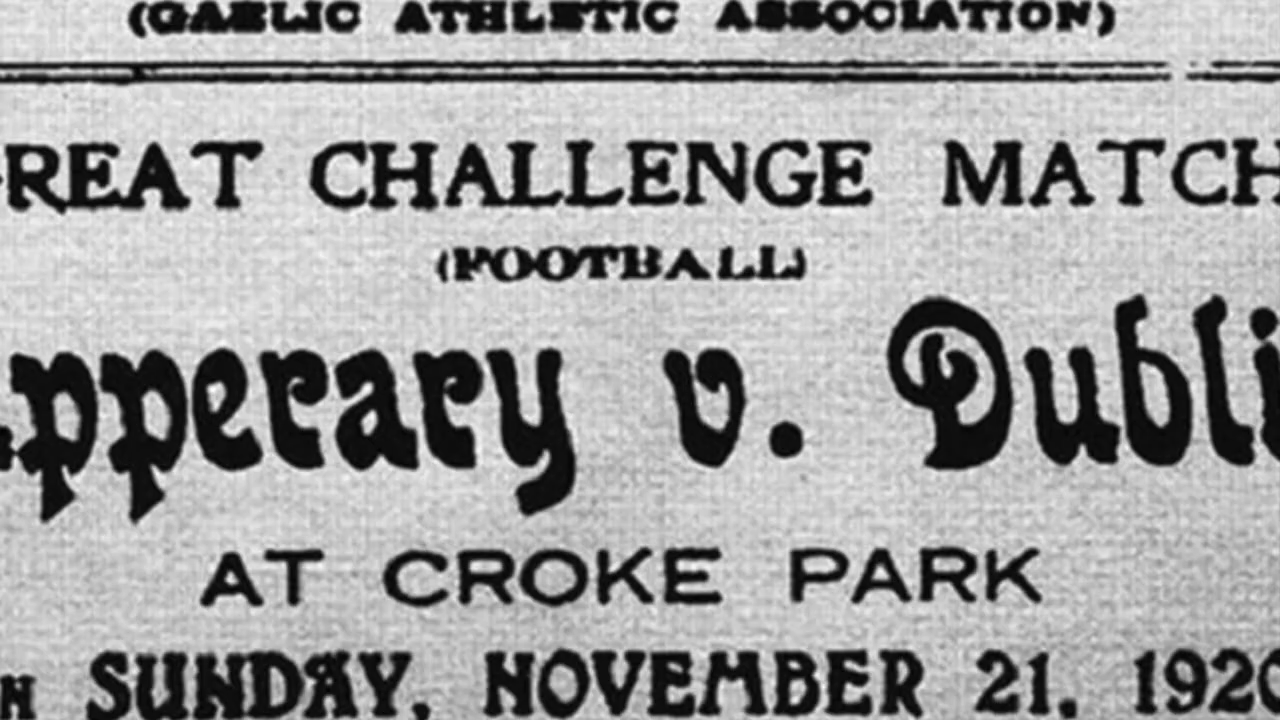 (GAELIC ATHLETIC ASSOCIATION)
REAT CHALLENGE MATCH
(FOOTBALL)
pperary v. Dubli
AT CROKE PARK
N SUNDAY, NOVEMBER 21, 1920